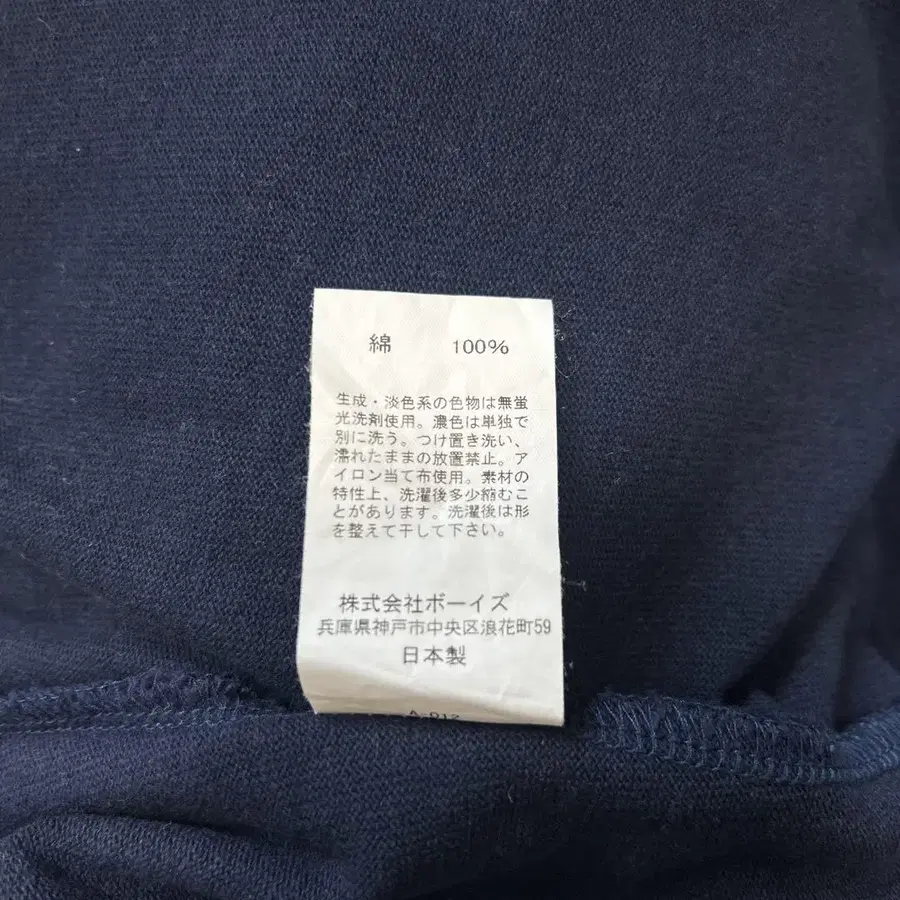 綿 100%
生成・淡色系の色物は無蛍
光洗剤使用。濃色は単独で
別に洗う。つけ置き洗い、
濡れたままの放置禁止。ア
イロン当て布使用。素材の
特性上、洗濯後多少縮むこ
とがあります。洗濯後は形
を整えて干して下さい。
株式会社ボーイズ
兵庫県神戸市中央区浪花町59
日本製